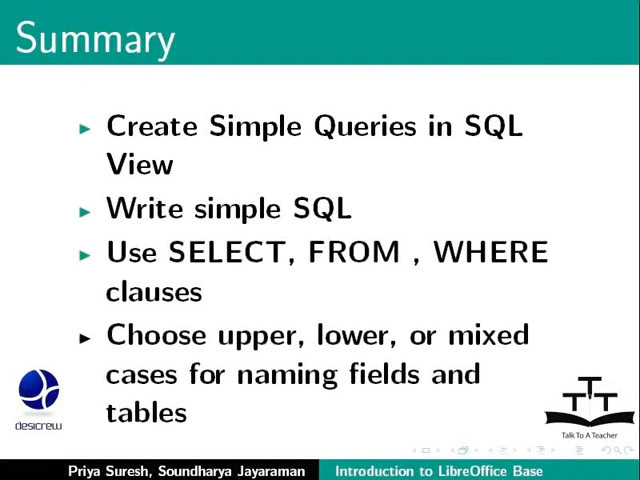 Summary
Create Simple Queries in SQL
View
Write simple SQL
Use SELECT, FROM , WHERE
clauses
Choose upper, lower, or mixed
cases for naming fields and
tables
desicrew
TTT
Talk To A Teacher
Priya Suresh, Soundharya Jayaraman Introduction to LibreOffice Base